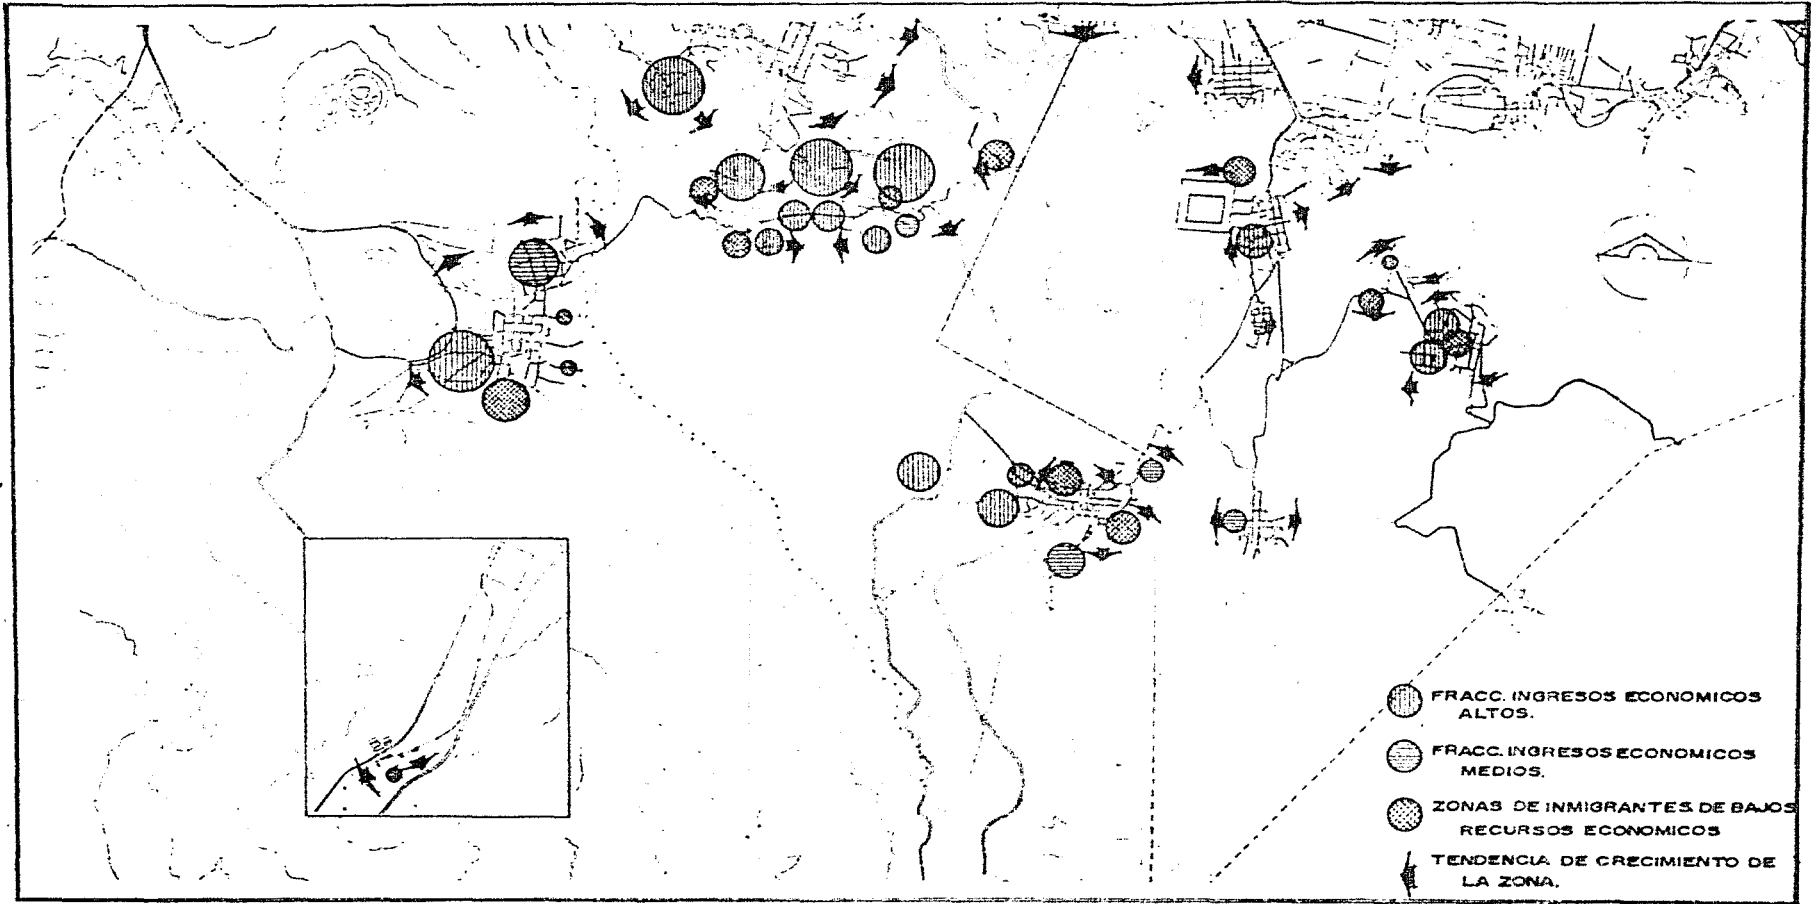 FRACC. INGRESOS ECONOMICOS
ALTOS.
FRACC. INGRESOS ECONOMICOS
MEDIOS.
ZONAS DE INMIGRANTES DE BAJOS
RECURSOS ECONOMICOS
TENDENCIA DE CRECIMIENTO DE
LA ZONA.